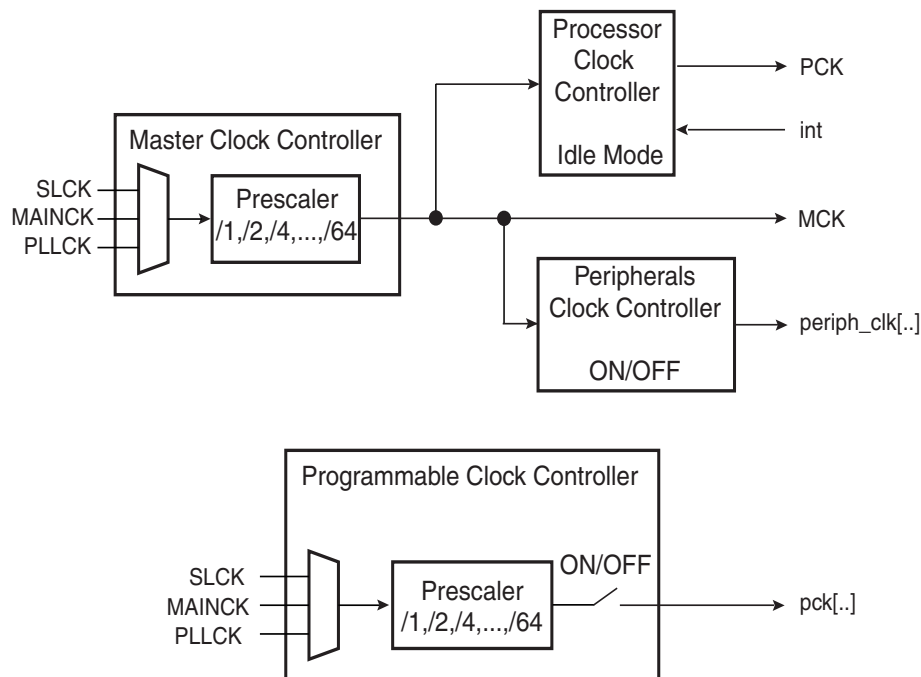 Processor
Clock
Controller
Idle Mode
PCK
int
Master Clock Controller
SLCK
MAINCK
PLLCK
Prescaler
/1,/2,/4,...,/64
MCK
Peripherals
Clock Controller
ON/OFF
periph_clk[..]
Programmable Clock Controller
SLCK
MAINCK
PLLCK
Prescaler
/1,/2,/4,...,/64
ON/OFF
pck[..]